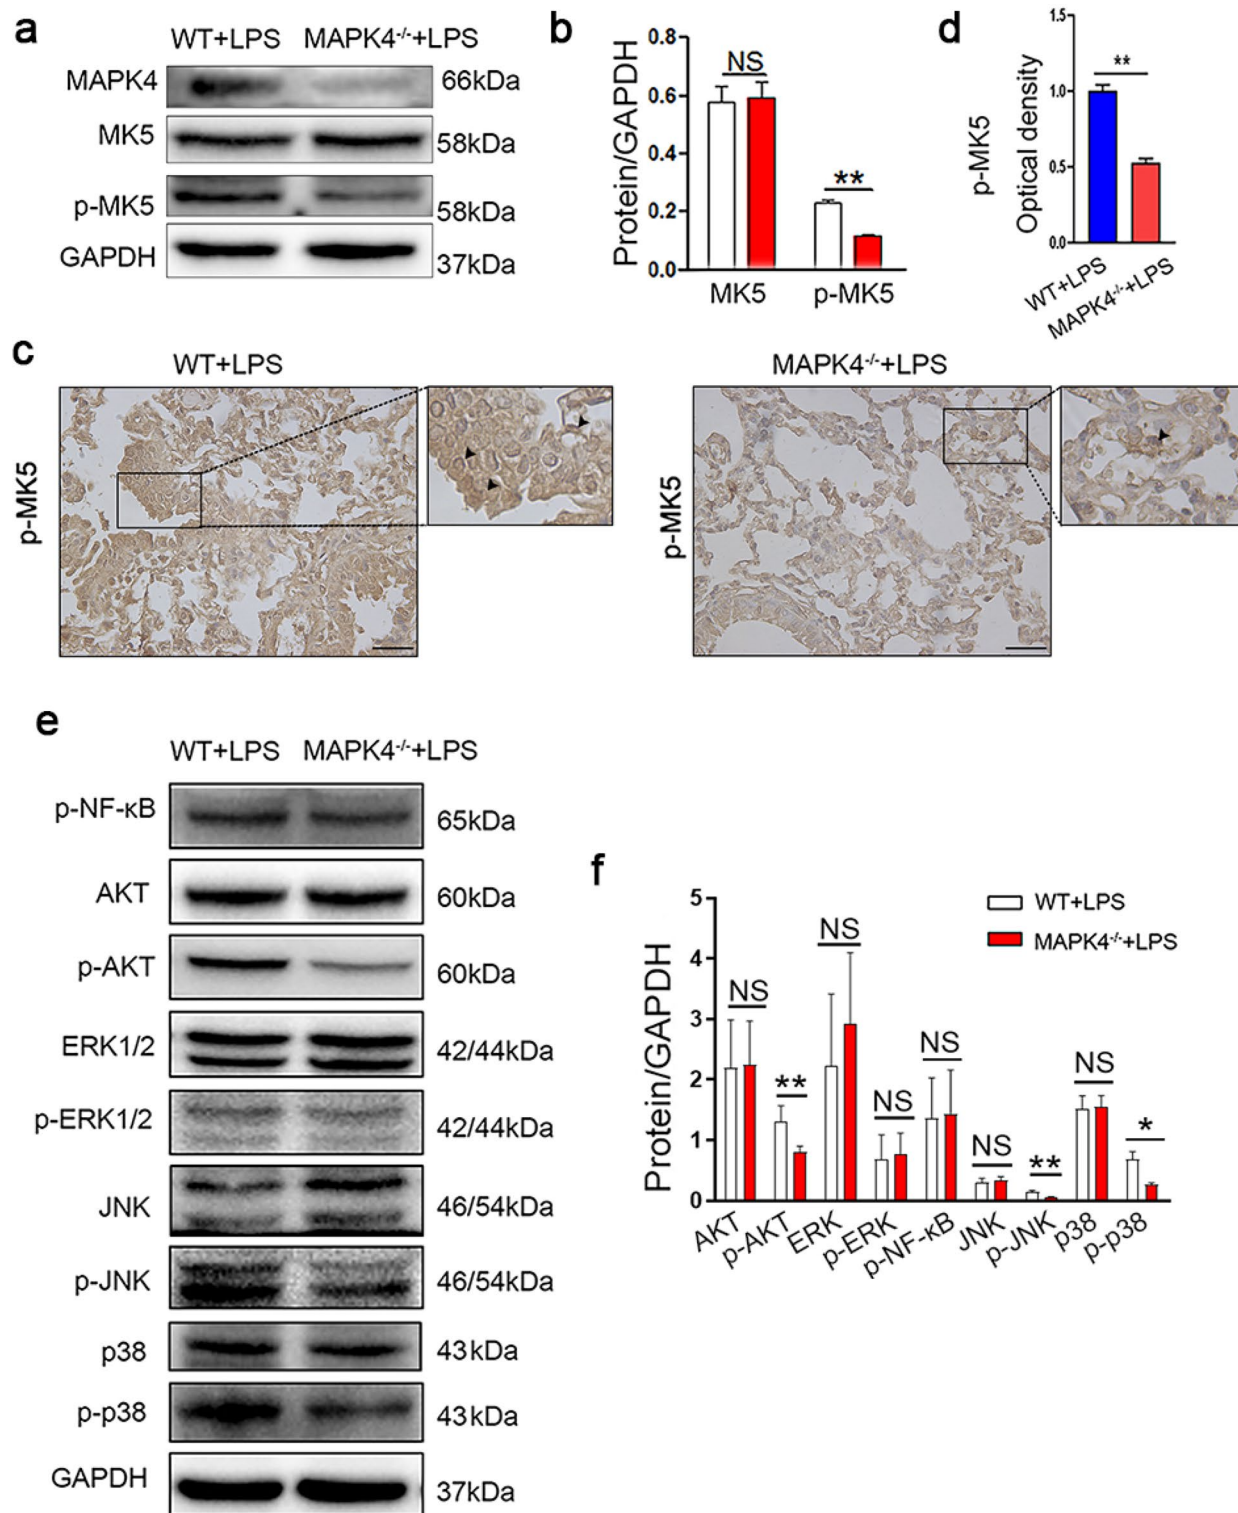 a
WT+LPS MAPK4-/-+LPS
MAPK4 66kDa
MK5 58kDa
p-MK5 58kDa
GAPDH 37kDa
b
Protein/GAPDH
0.8
0.6
0.4
0.2
0.0
NS
**
MK5 p-MK5
d
p-MK5
Optical density
1.5
1.0
0.5
0.0
**
WT+LPS
MAPK4-/-+LPS
c
WT+LPS
p-MK5
MAPK4-/-+LPS
p-MK5
e
WT+LPS MAPK4-/-+LPS
p-NF-κB 65kDa
AKT 60kDa
p-AKT 60kDa
ERK1/2 42/44kDa
p-ERK1/2 42/44kDa
JNK 46/54kDa
p-JNK 46/54kDa
p38 43kDa
p-p38 43kDa
GAPDH 37kDa
f
Protein/GAPDH
5
4
3
2
1
0
WT+LPS
MAPK4-/-+LPS
NS
**
NS
NS
NS
NS
**
NS
*
AKT
p-AKT
ERK
p-ERK
p-NF-κB
JNK
p-JNK
p38
p-p38